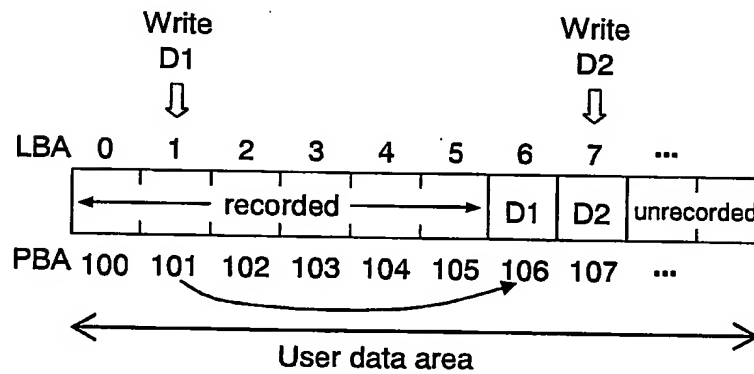 Write Write
D1 D2
LBA 0 1 2 3 4 5 6 7 ...
recorded D1 D2 unrecorded
PBA 100 101 102 103 104 105 106 107 ...
User data area